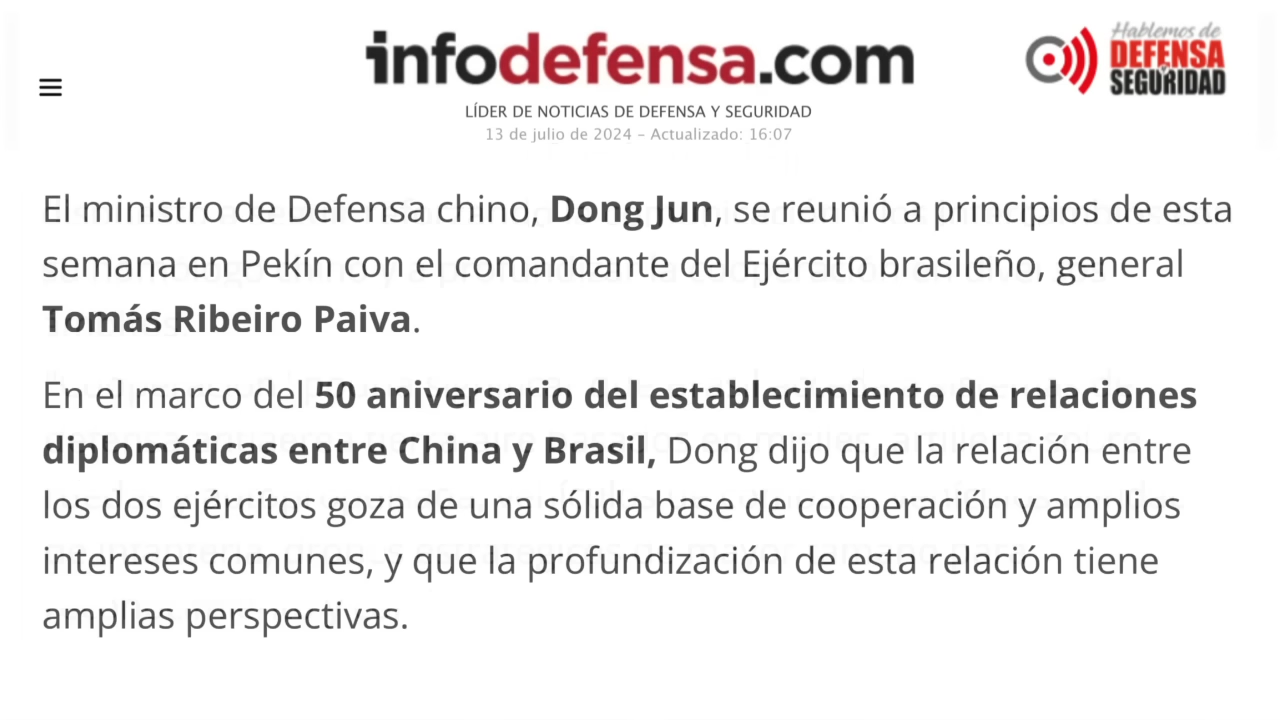 infodefensa.com
LÍDER DE NOTICIAS DE DEFENSA Y SEGURIDAD
13 de julio de 2024 – Actualizado: 16:07
Hablemos de
DEFENSA
Y
SEGURIDAD
El ministro de Defensa chino, Dong Jun, se reunió a principios de esta
semana en Pekín con el comandante del Ejército brasileño, general
Tomás Ribeiro Paiva.
En el marco del 50 aniversario del establecimiento de relaciones
diplomáticas entre China y Brasil, Dong dijo que la relación entre
los dos ejércitos goza de una sólida base de cooperación y amplios
intereses comunes, y que la profundización de esta relación tiene
amplias perspectivas.